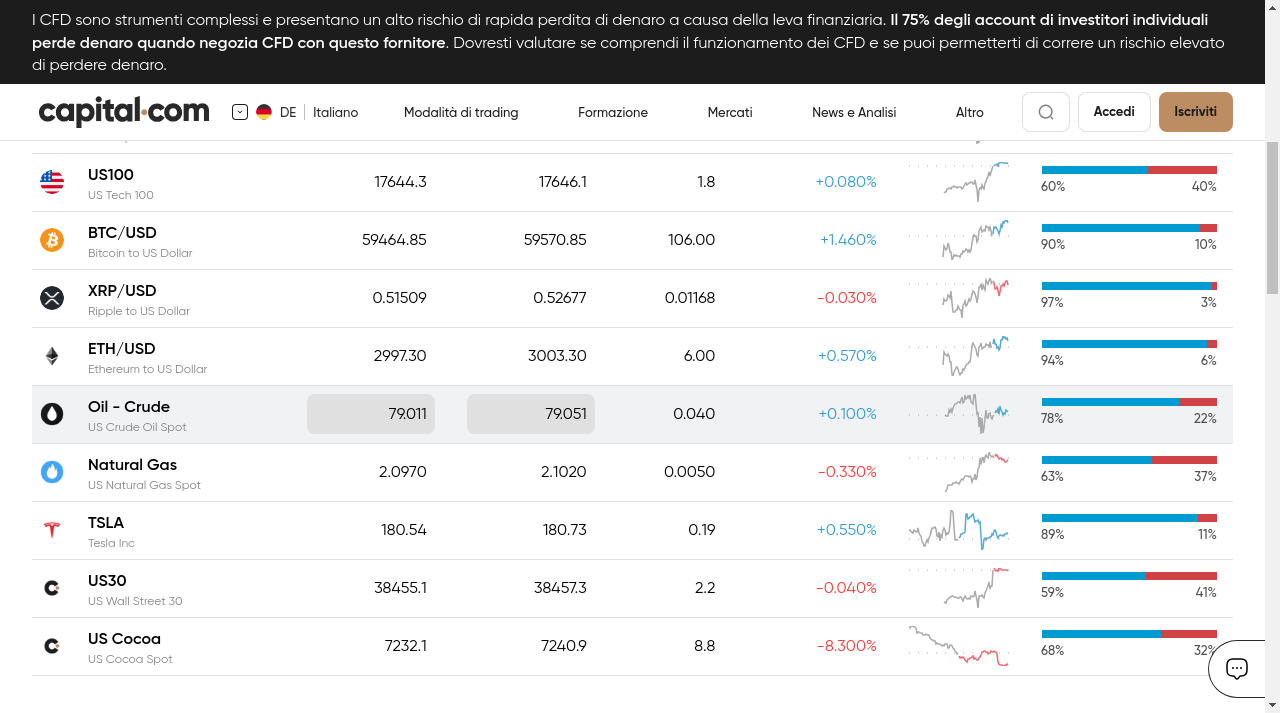 I CFD sono strumenti complessi e presentano un alto rischio di rapida perdita di denaro a causa della leva finanziaria. Il 75% degli account di investitori individuali
perde denaro quando negozia CFD con questo fornitore. Dovresti valutare se comprendi il funzionamento dei CFD e se puoi permetterti di correre un rischio elevato
di perdere denaro.
capital.com DE Italiano Modalità di trading Formazione Mercati News e Analisi Altro Accedi Iscriviti
US100 17644.3 17646.1 1.8 +0.080%
US Tech 100 60% 40%
BTC/USD 59464.85 59570.85 106.00 +1.460%
Bitcoin to US Dollar 90% 10%
XRP/USD 0.51509 0.52677 0.01168 -0.030%
Ripple to US Dollar 97% 3%
ETH/USD 2997.30 3003.30 6.00 +0.570%
Ethereum to US Dollar 94% 6%
Oil - Crude 79.011 79.051 0.040 +0.100%
US Crude Oil Spot 78% 22%
Natural Gas 2.0970 2.1020 0.0050 -0.330%
US Natural Gas Spot 63% 37%
TSLA 180.54 180.73 0.19 +0.550%
Tesla Inc 89% 11%
US30 38455.1 38457.3 2.2 -0.040%
US Wall Street 30 59% 41%
US Cocoa 7232.1 7240.9 8.8 -8.300%
US Cocoa Spot 68% 32%